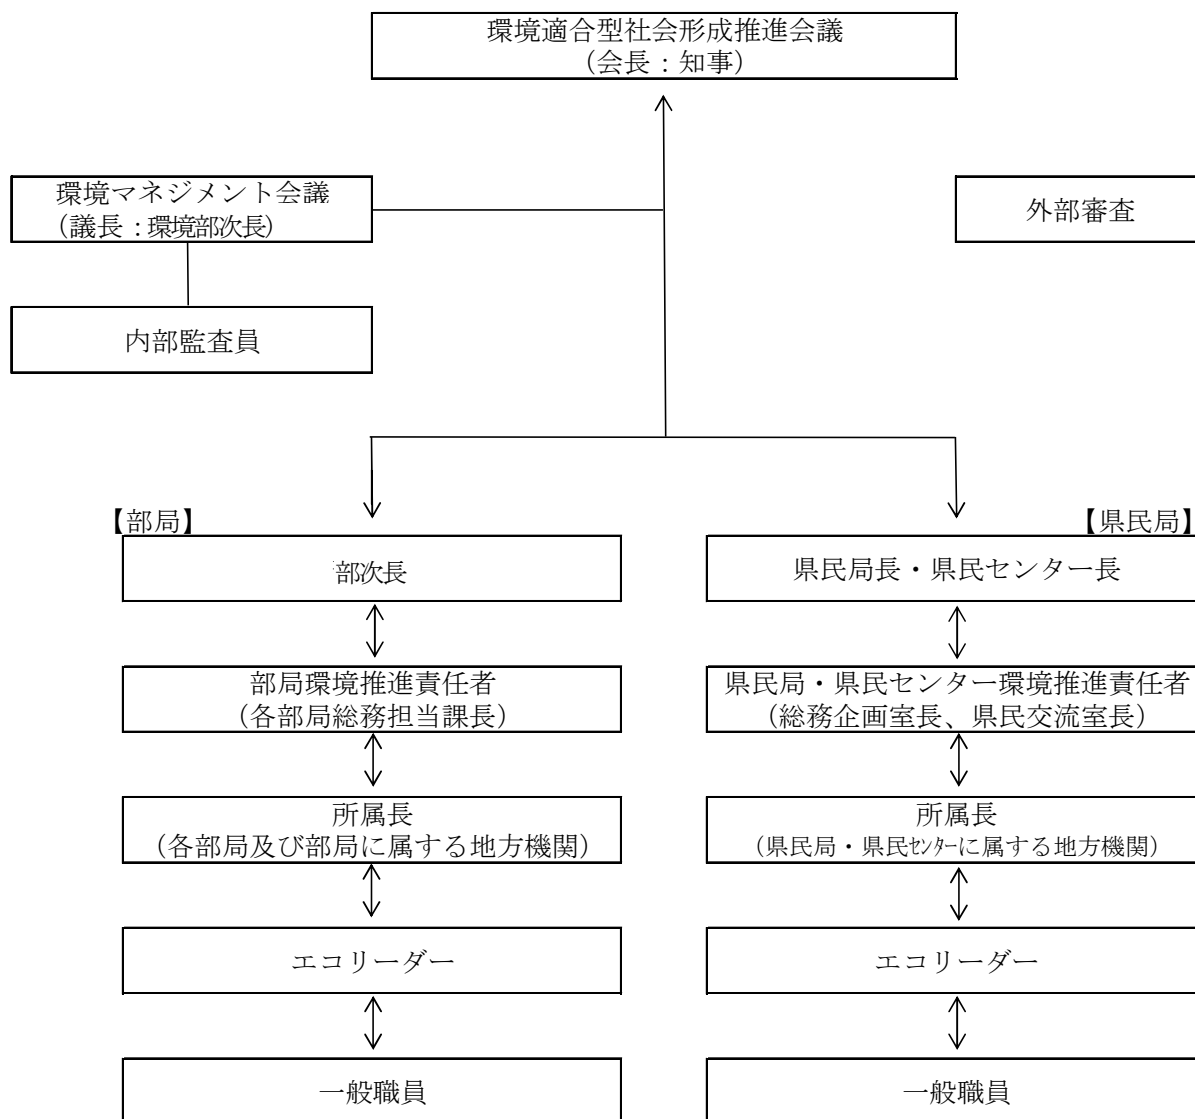 環境適合型社会形成推進会議
(会長:知事)
環境マネジメント会議
(議長:環境部次長)
外部審査
内部監査員
【部局】
【県民局】
部次長
県民局長・県民センター長
部局環境推進責任者
(各部局総務担当課長)
県民局・県民センター環境推進責任者
(総務企画室長、県民交流室長)
所属長
(各部局及び部局に属する地方機関)
所属長
(県民局・県民ｾﾝﾀｰに属する地方機関)
エコリーダー
エコリーダー
一般職員
一般職員